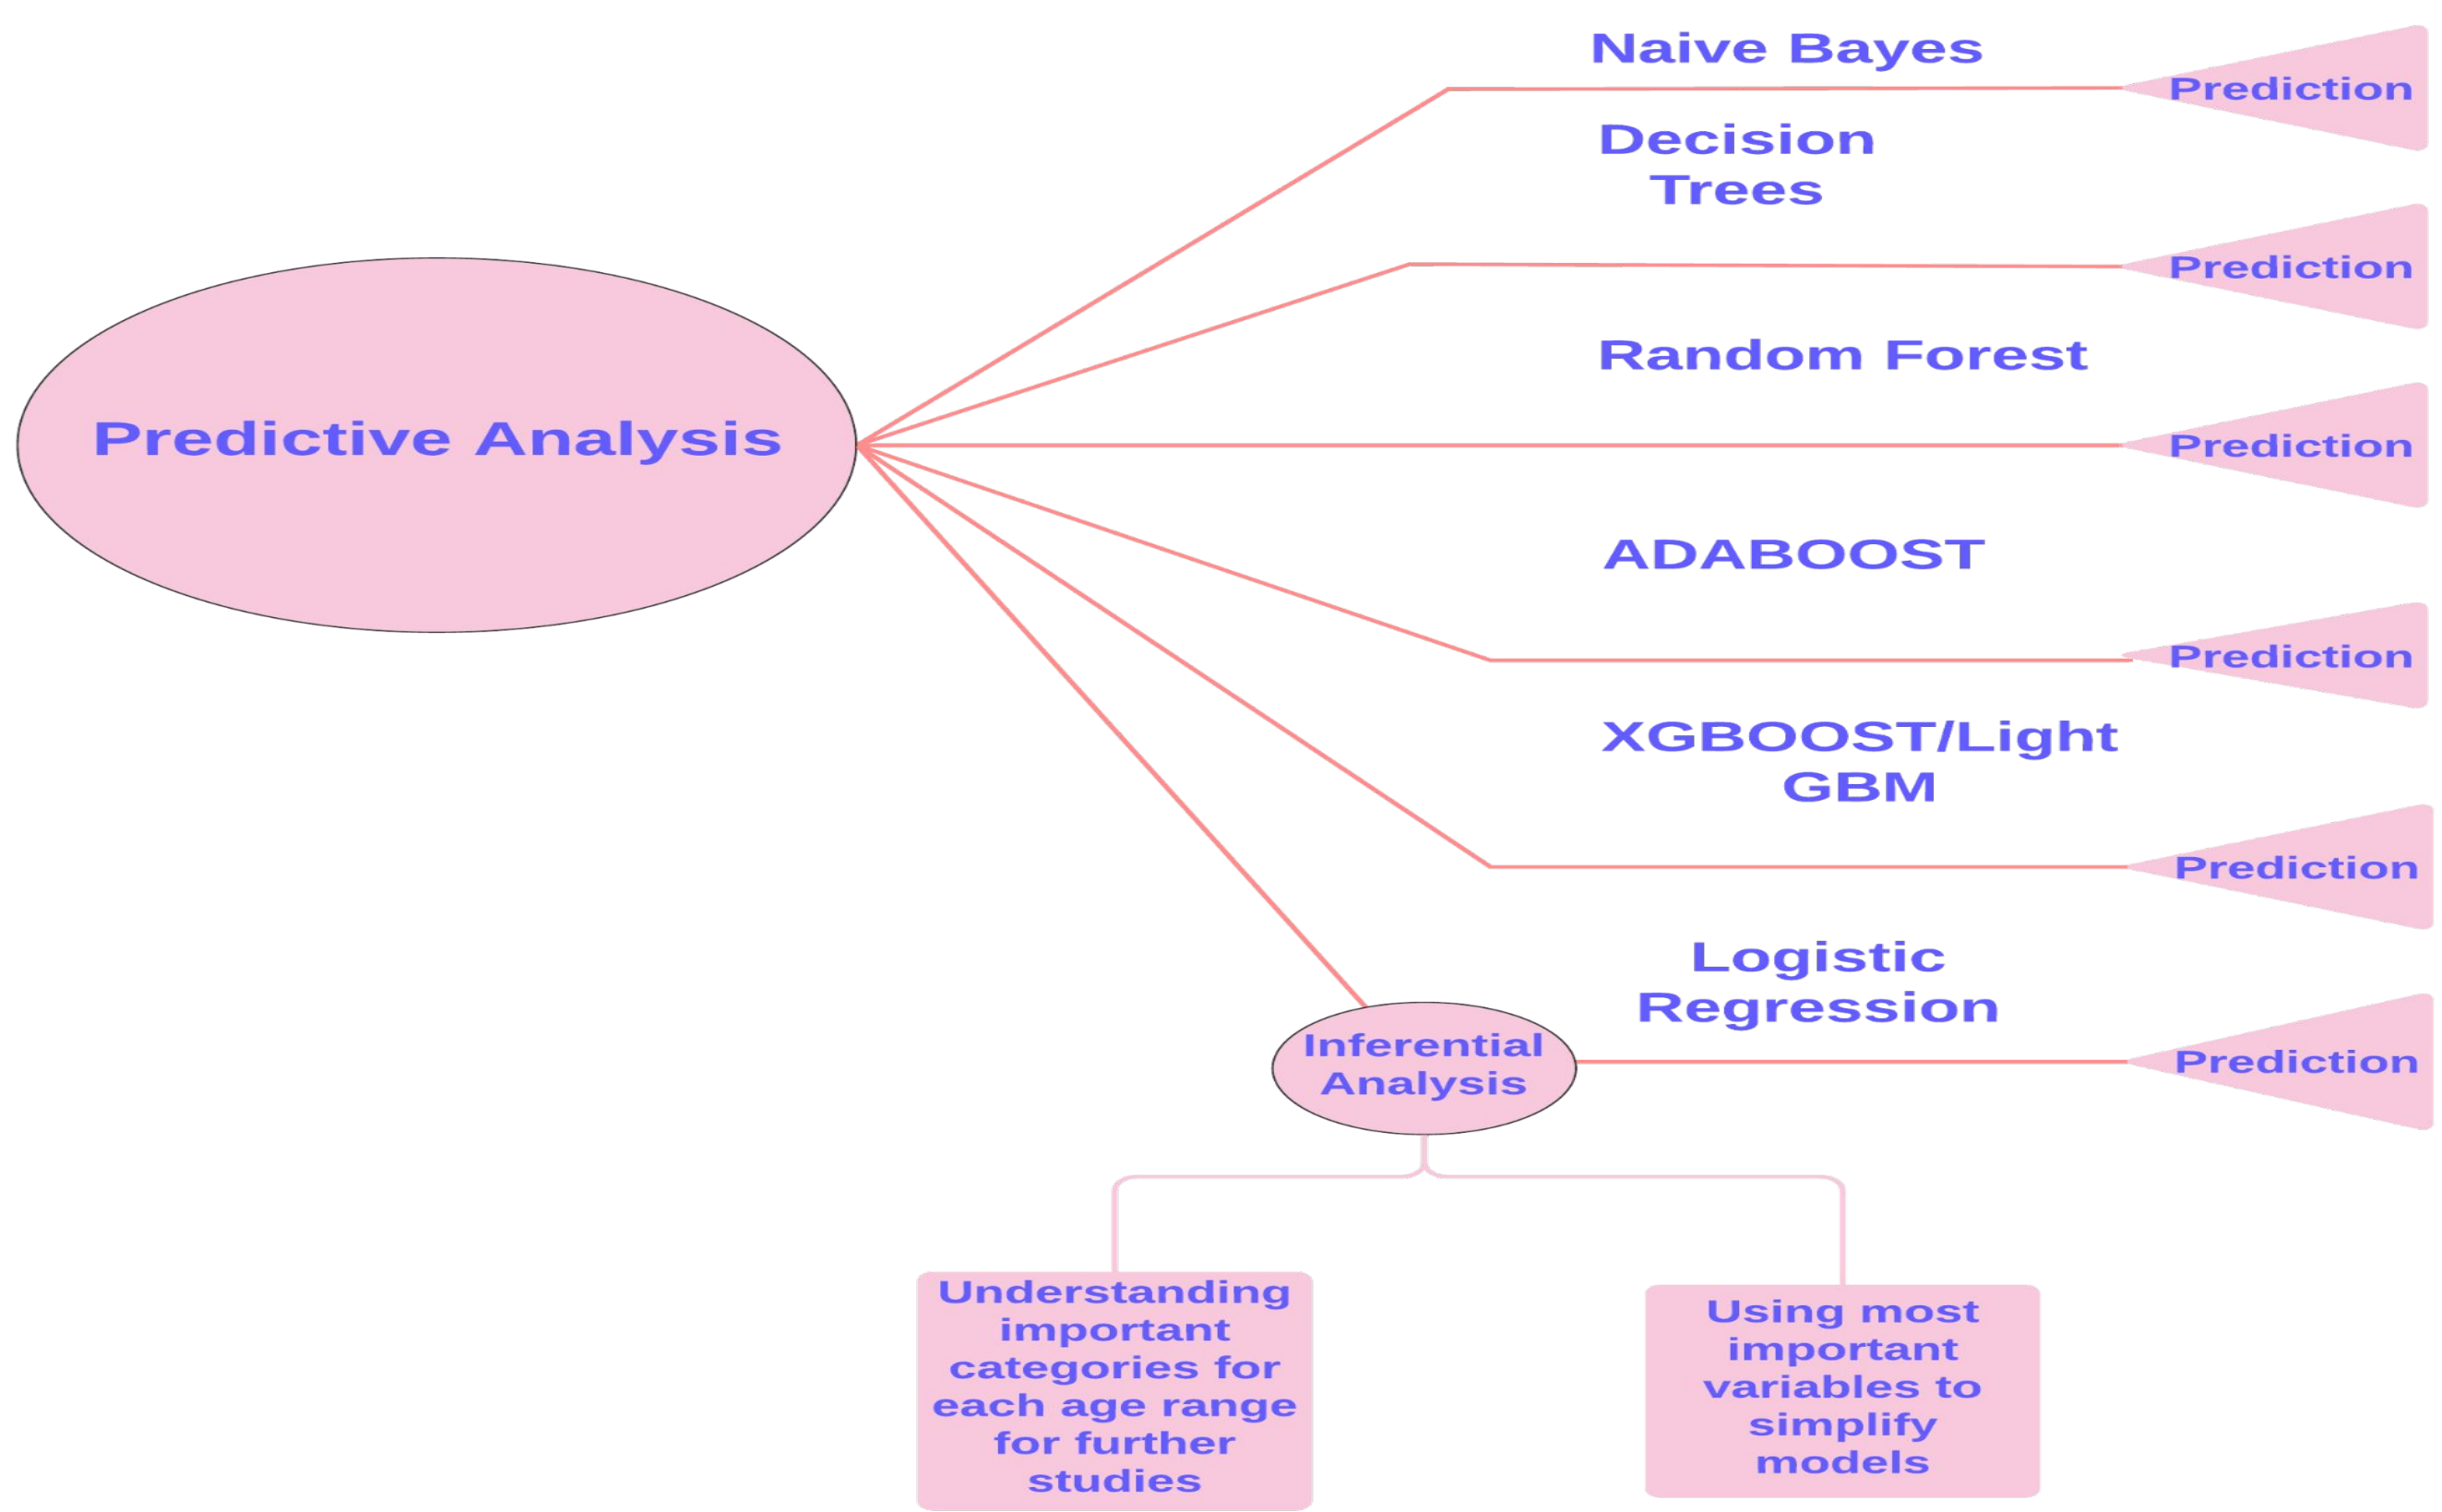 Naive Bayes
Prediction
Decision
Trees
Prediction
Random Forest
Predictive Analysis
Prediction
ADABOOST
Prediction
XGBOOST/Light
GBM
Prediction
Logistic
Regression
Inferential
Analysis
Prediction
Understanding
important
categories for
each age range
for further
studies
Using most
important
variables to
simplify
models